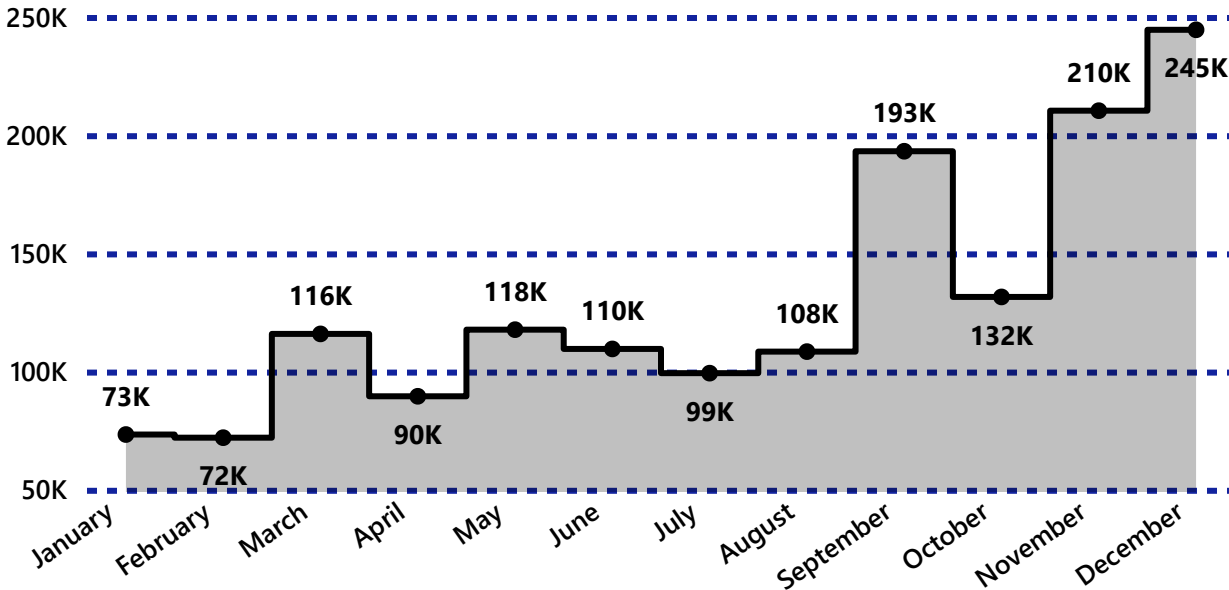 250K
200K
150K
100K
50K
73K
72K
116K
90K
118K
110K
99K
108K
193K
132K
210K
245K
January
February
March
April
May
June
July
August
September
October
November
December